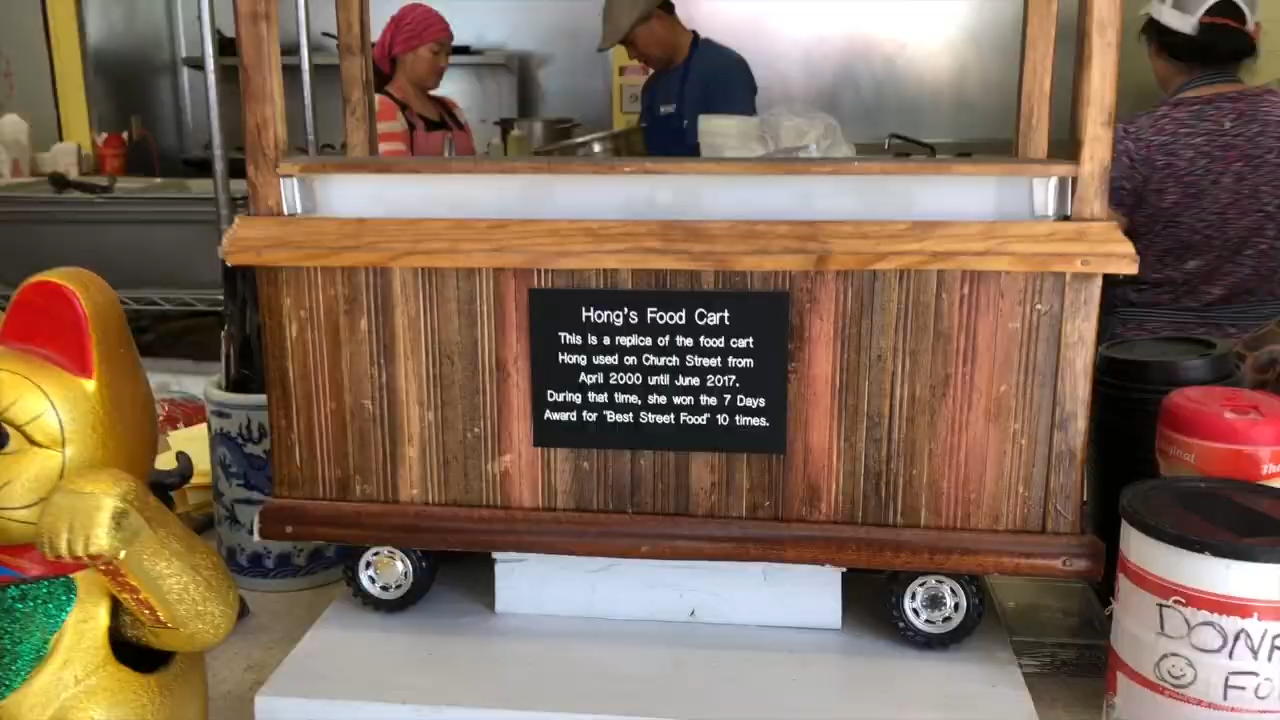 Hong's Food Cart
This is a replica of the food cart
Hong used on Church Street from
April 2000 until June 2017.
During that time, she won the 7 Days
Award for "Best Street Food" 10 times.